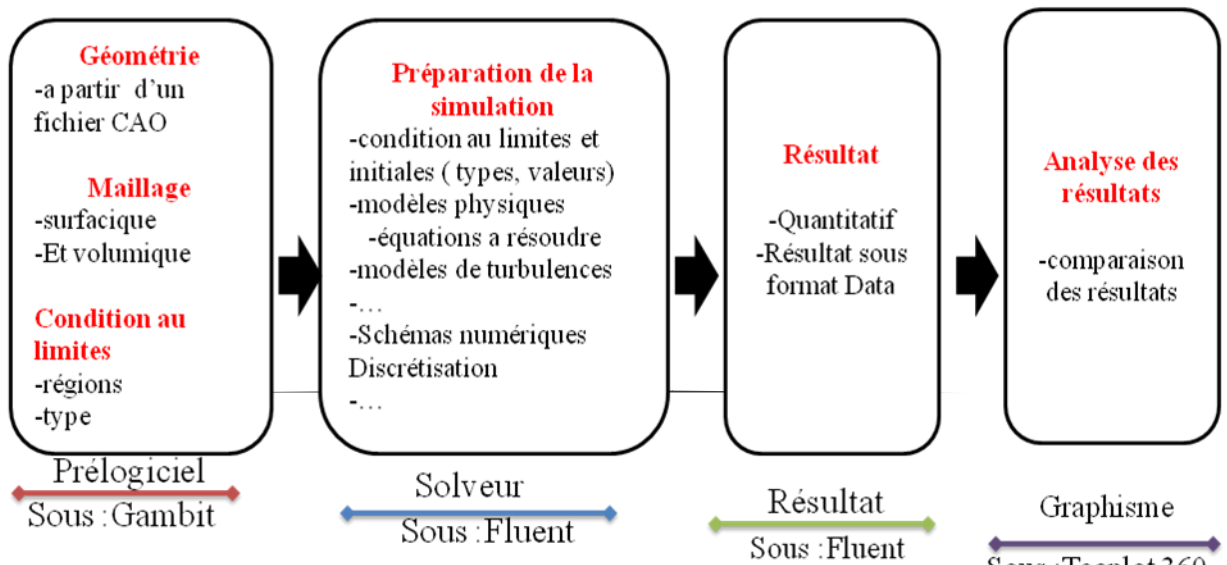 Géométrie
-a partir d'un
fichier CAO
Maillage
-surfacique
-Et volumique
Condition au
limites
-régions
-type
Prélogiciel
Sous :Gambit
Préparation de la
simulation
-condition au limites et
initiales ( types, valeurs)
-modèles physiques
-équations a résoudre
-modèles de turbulences
-...
-Schémas numériques
Discrétisation
-...
Solveur
Sous :Fluent
Résultat
-Quantitatif
-Résultat sous
format Data
Résultat
Sous :Fluent
Analyse des
résultats
-comparaison
des résultats
Graphisme
Sous :Tecplot 360